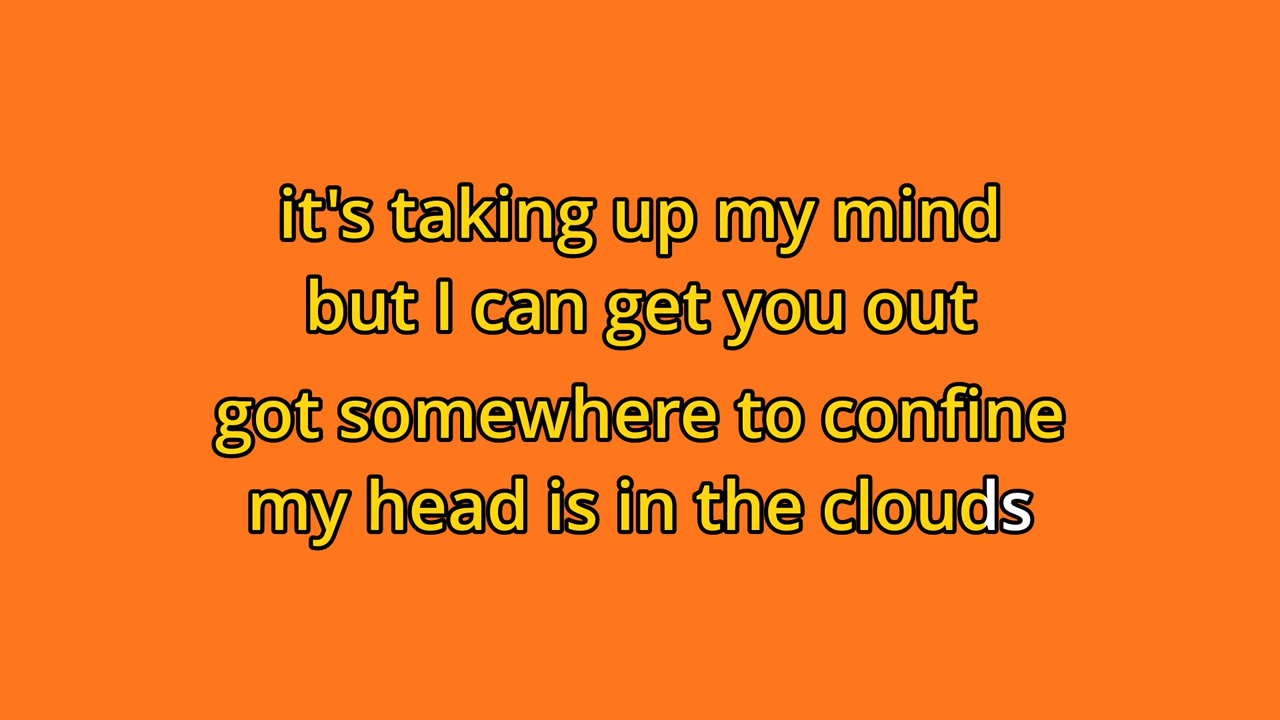 it's taking up my mind
but I can get you out
got somewhere to confine
my head is in the clouds